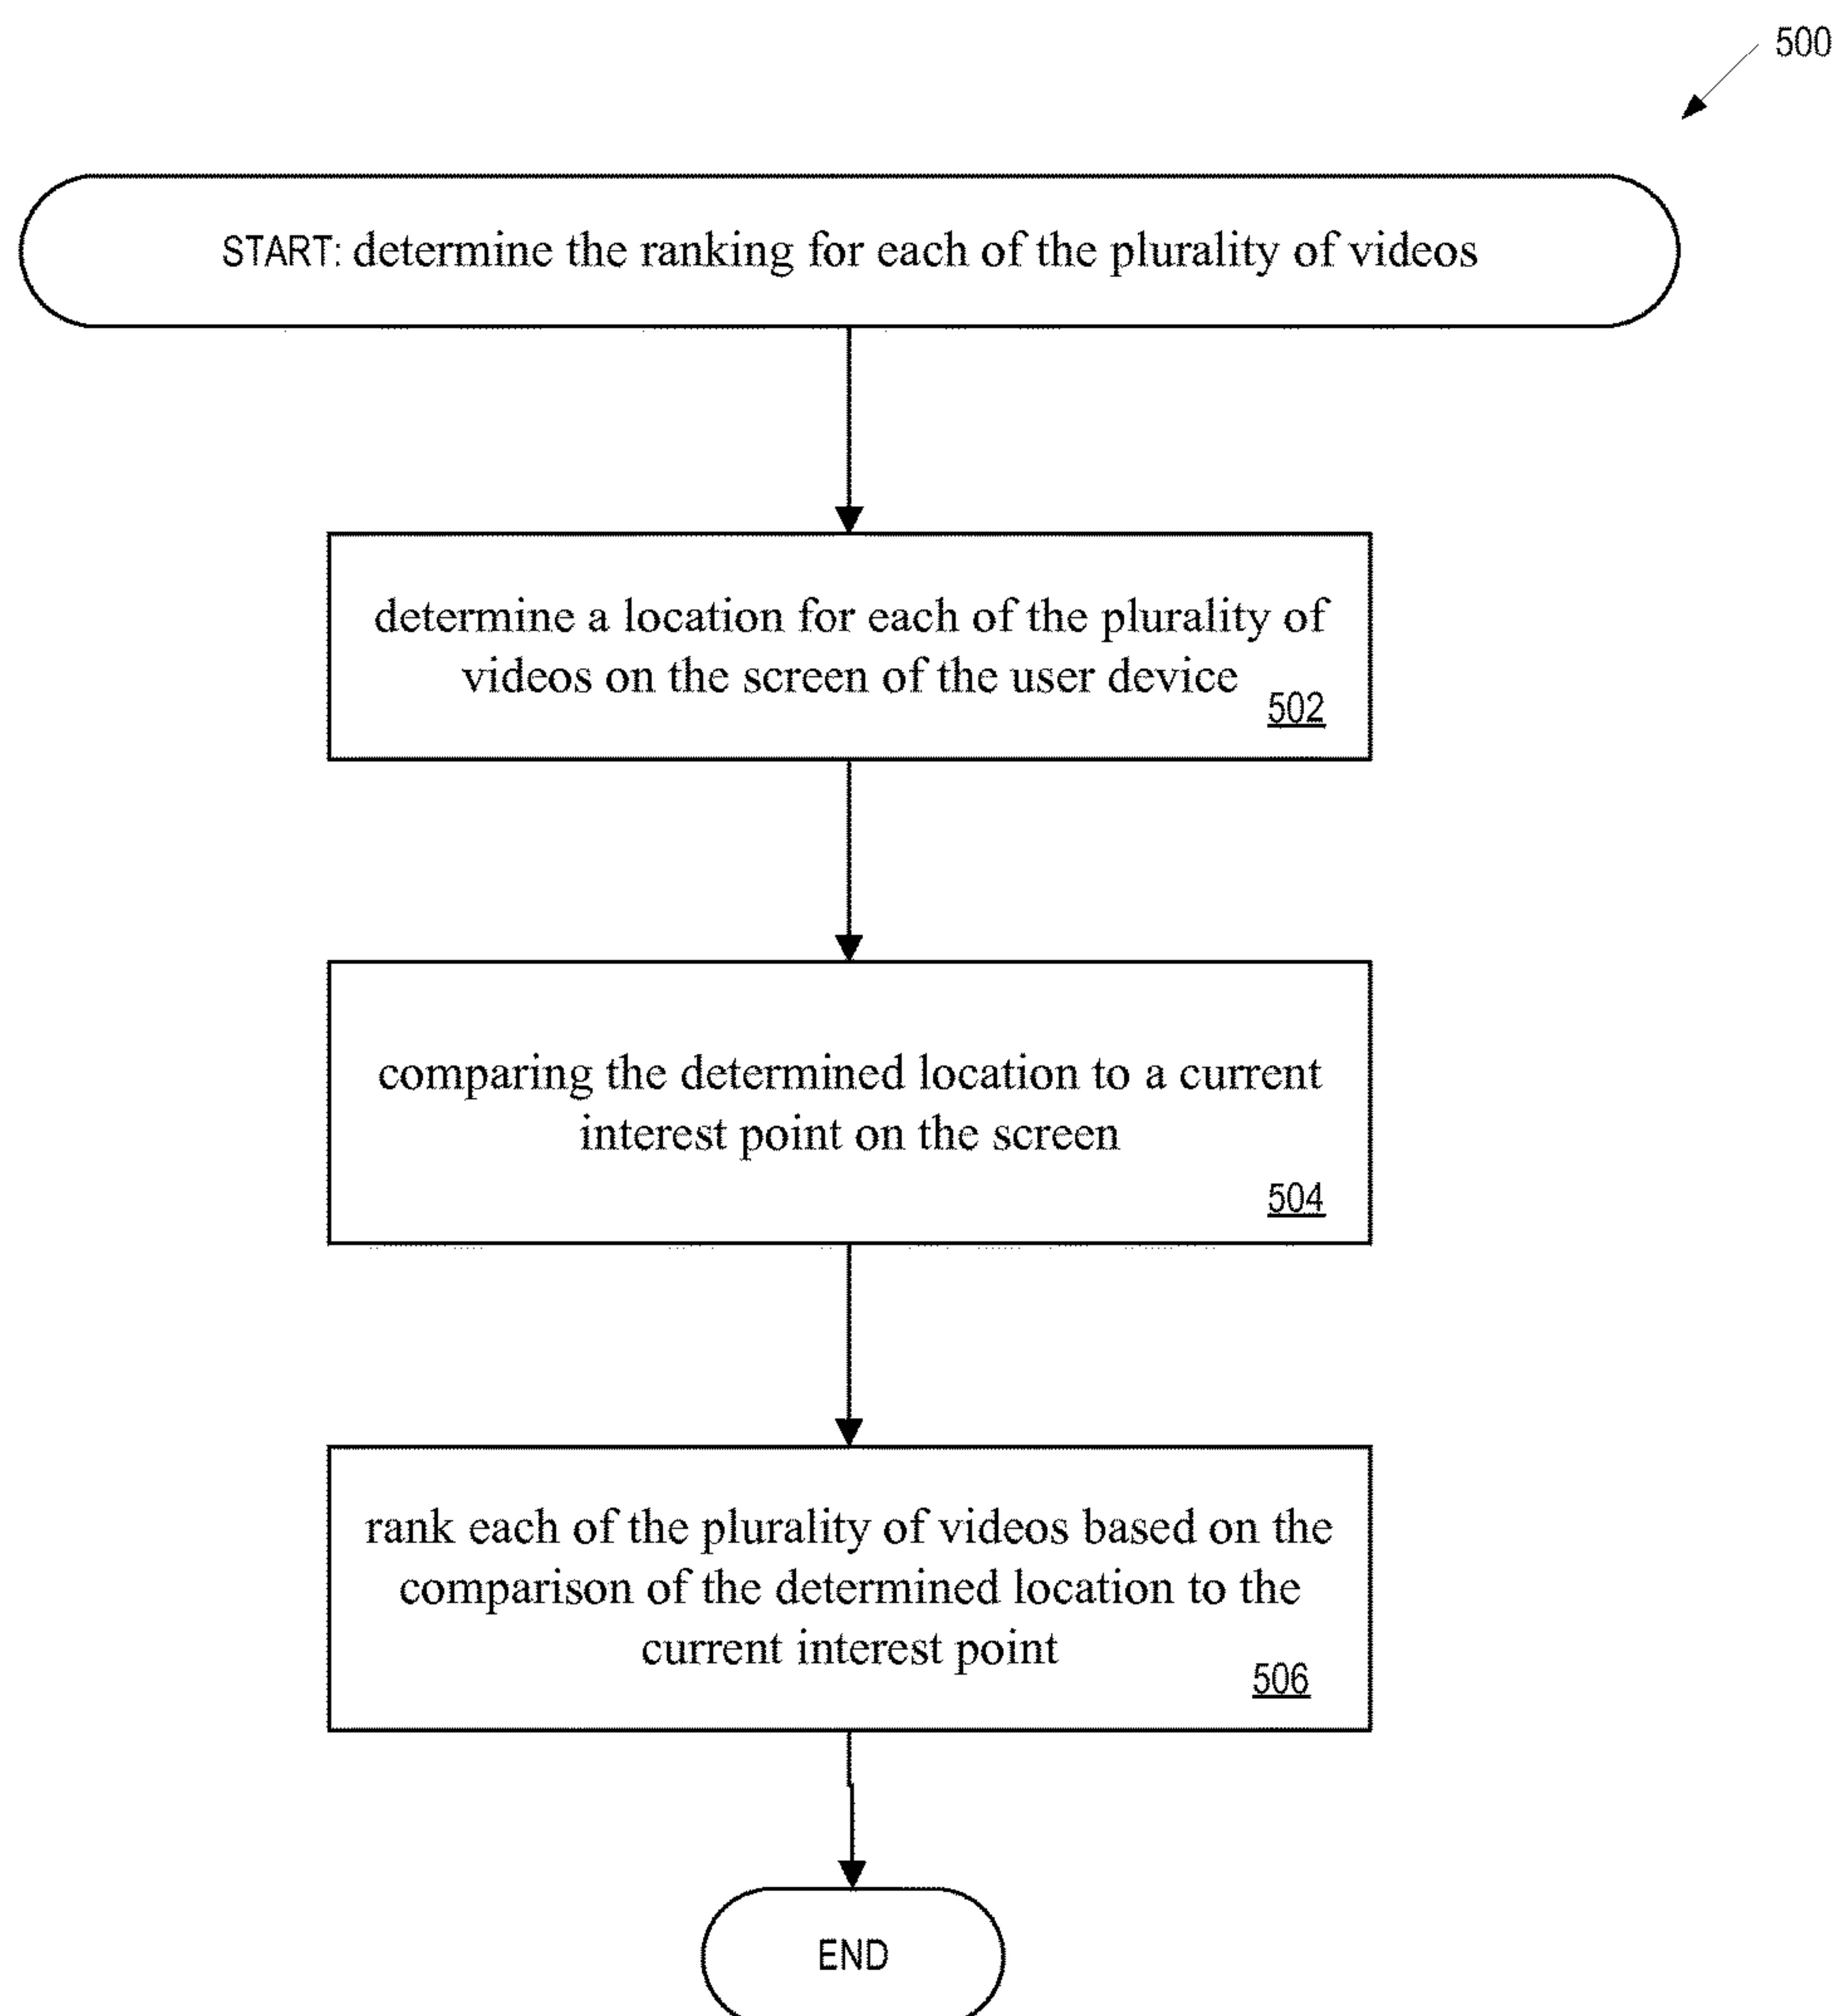 500
START: determine the ranking for each of the plurality of videos
determine a location for each of the plurality of
videos on the screen of the user device
502
comparing the determined location to a current
interest point on the screen
504
rank each of the plurality of videos based on the
comparison of the determined location to the
current interest point
506
END